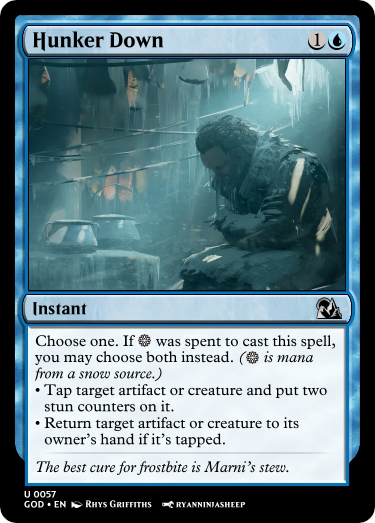 Hunker Down 1
Instant
Choose one. If was spent to cast this spell,
you may choose both instead. ( is mana
from a snow source.)
• Tap target artifact or creature and put two
stun counters on it.
• Return target artifact or creature to its
owner's hand if it's tapped.
The best cure for frostbite is Marni's stew.
U 0057
GOD • EN Rhys Griffiths ryanninjasheep